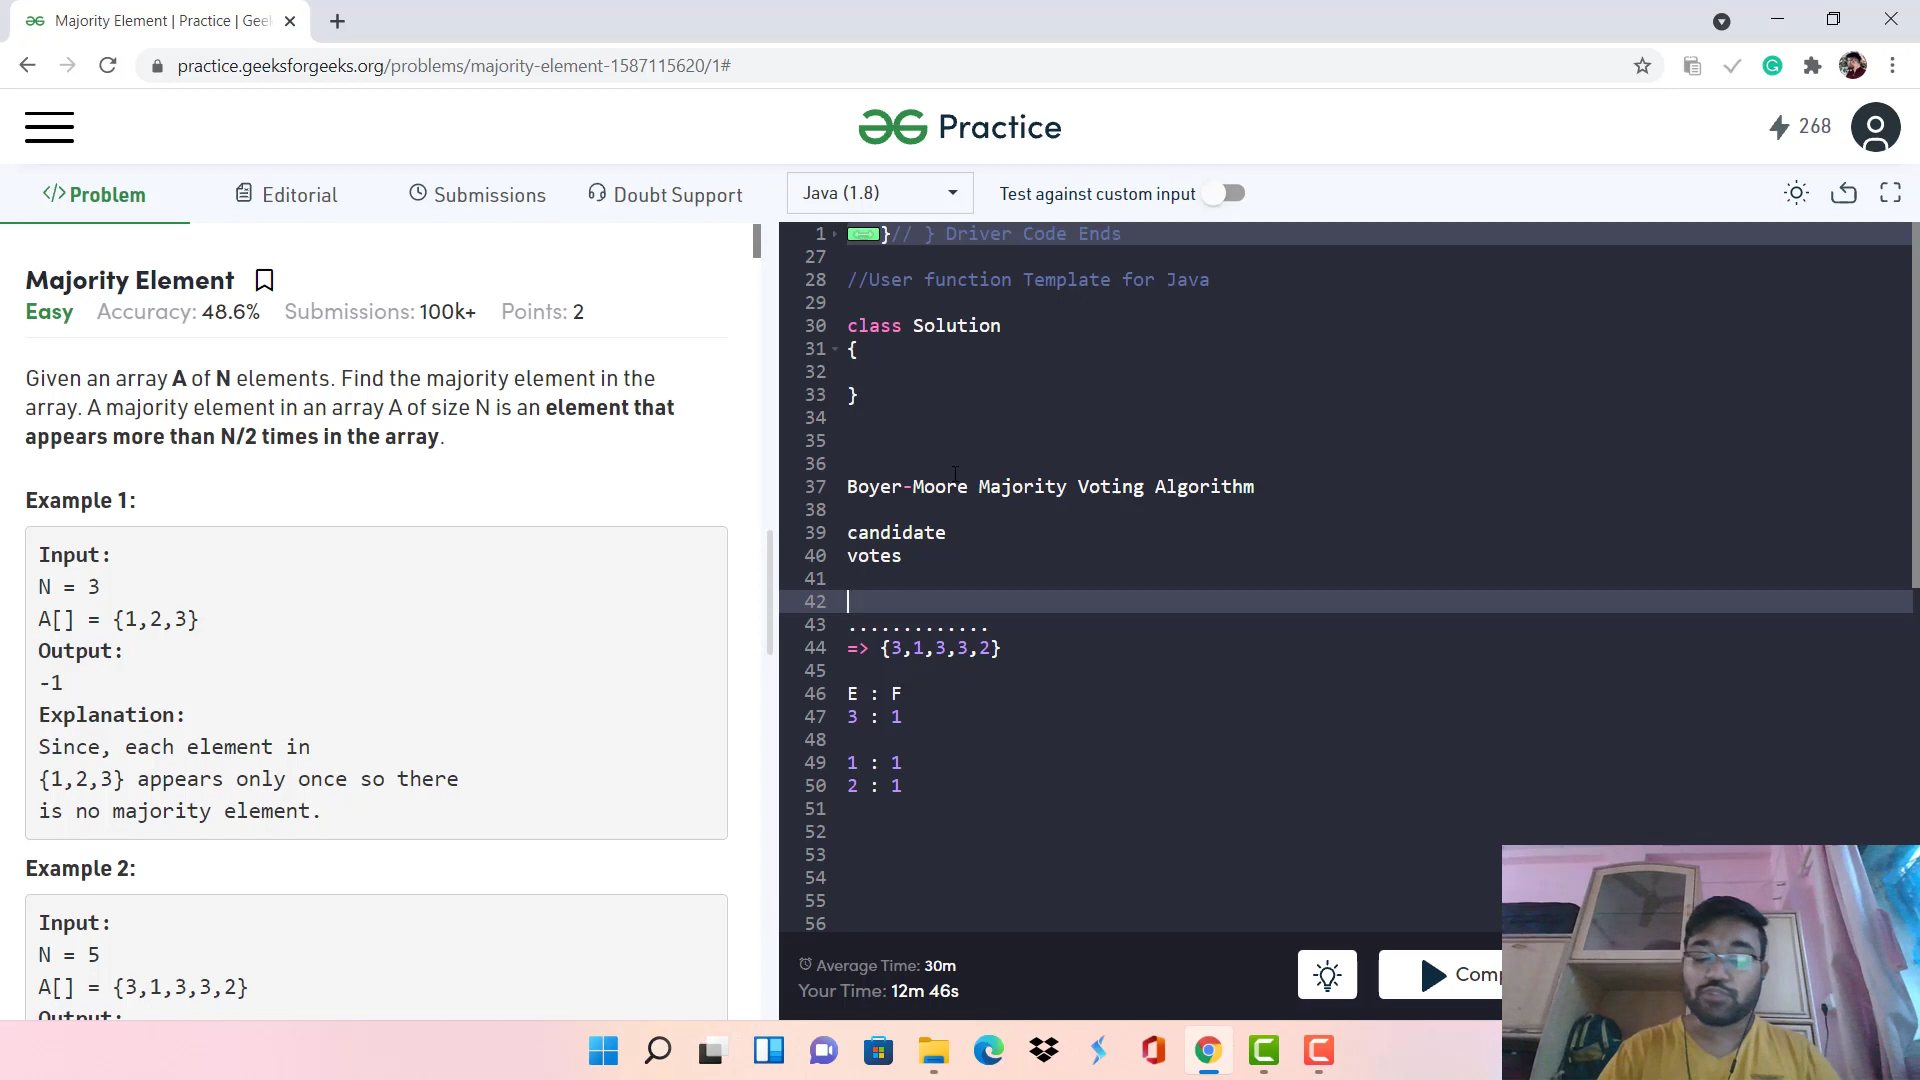 Majority Element | Practice | Gee
practice.geeksforgeeks.org/problems/majority-element-1587115620/1#
Practice
268
</> Problem
Editorial
Submissions
Doubt Support
Java (1.8)
Test against custom input
Majority Element
Easy Accuracy: 48.6% Submissions: 100k+ Points: 2
Given an array A of N elements. Find the majority element in the
array. A majority element in an array A of size N is an element that
appears more than N/2 times in the array.
Example 1:
Input:
N = 3
A[] = {1,2,3}
Output:
-1
Explanation:
Since, each element in
{1,2,3} appears only once so there
is no majority element.
Example 2:
Input:
N = 5
A[] = {3,1,3,3,2}
Output:
1 }// } Driver Code Ends
27
28 //User function Template for Java
29
30 class Solution
31 {
32
33 }
34
35
36
37 Boyer-Moore Majority Voting Algorithm
38
39 candidate
40 votes
41
42
43 .............
44 => {3,1,3,3,2}
45
46 E : F
47 3 : 1
48
49 1 : 1
50 2 : 1
51
52
53
54
55
56
Average Time: 30m
Your Time: 12m 46s
Comp